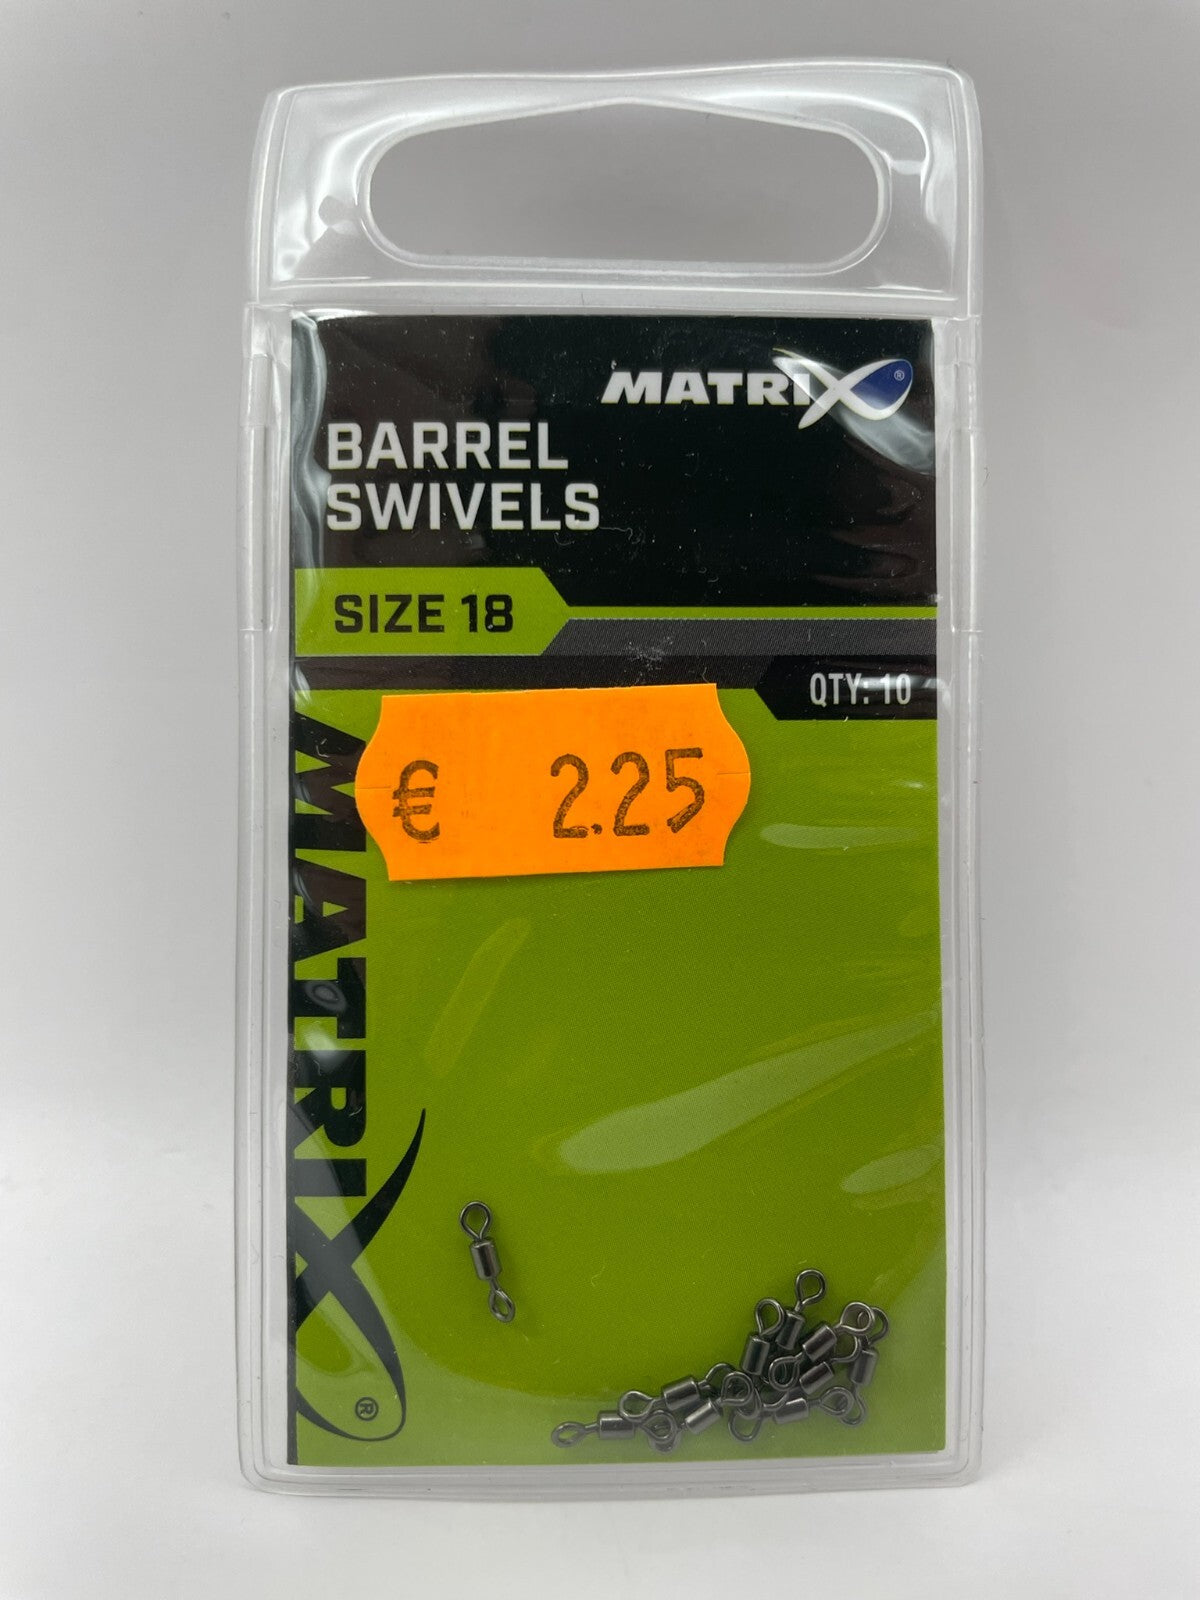 MATRIX®
BARREL
SWIVELS
SIZE 18
QTY: 10
€ 2.25
MATRIX®